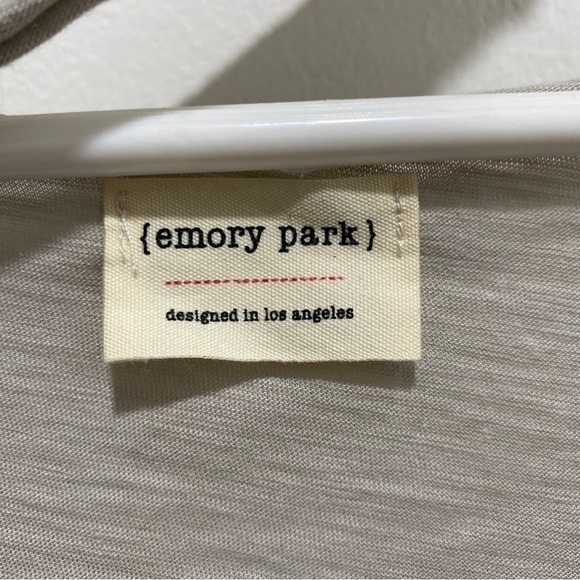 {emory park}
designed in los angeles